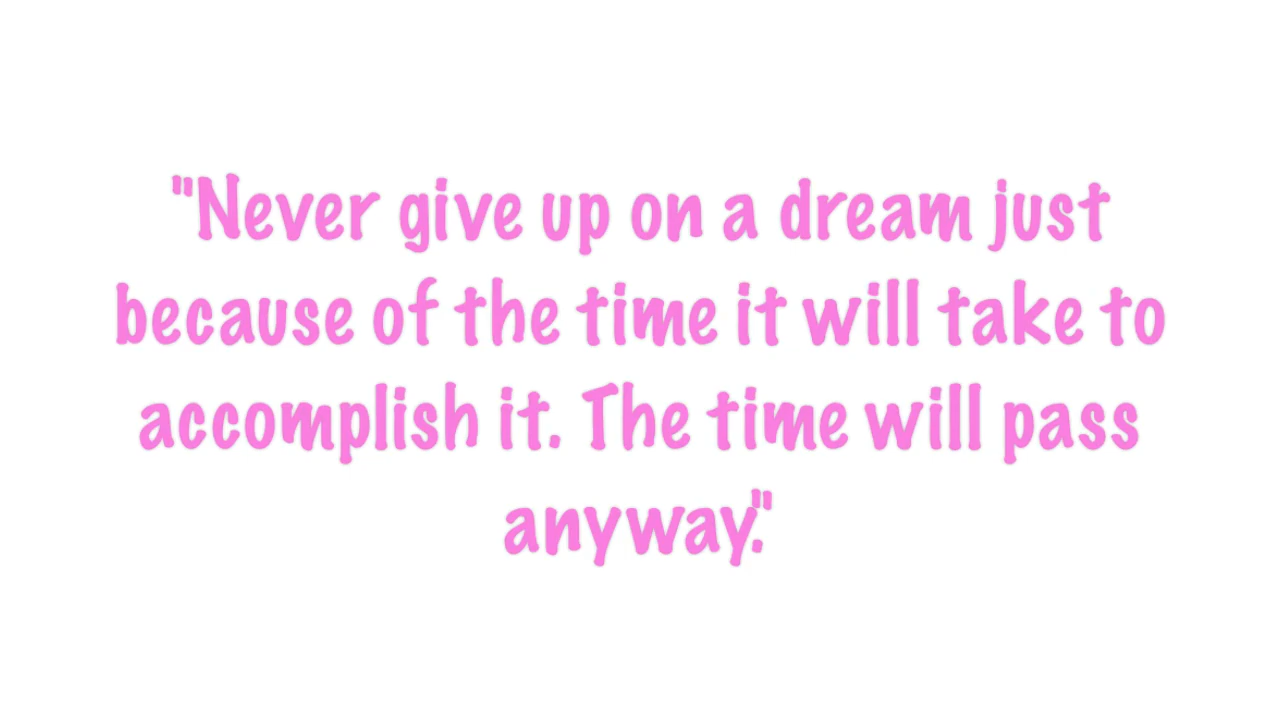 "Never give up on a dream just
because of the time it will take to
accomplish it. The time will pass
anyway."